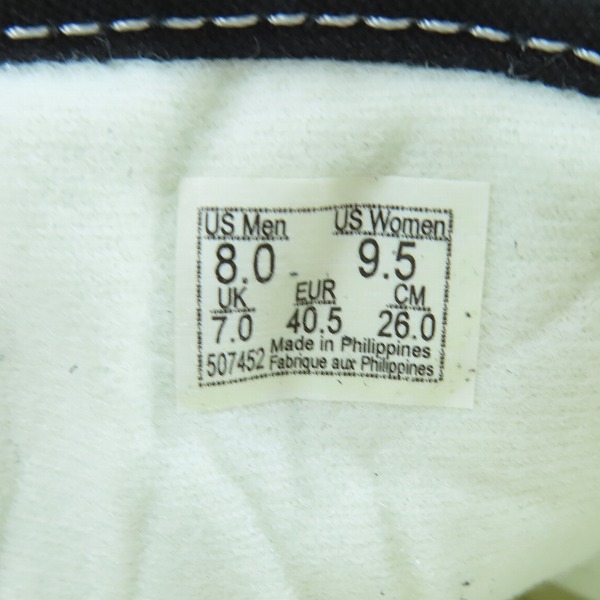 US Men US Women
8.0 9.5
UK EUR CM
7.0 40.5 26.0
Made in Philippines
507452 Fabrique aux Philippines